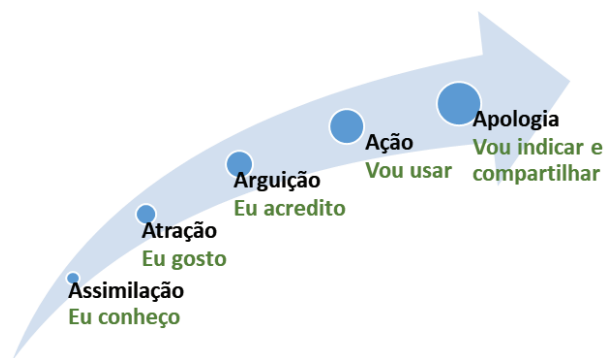 Assimilação
Eu conheço
Atração
Eu gosto
Arguição
Eu acredito
Ação
Vou usar
Apologia
Vou indicar e
compartilhar